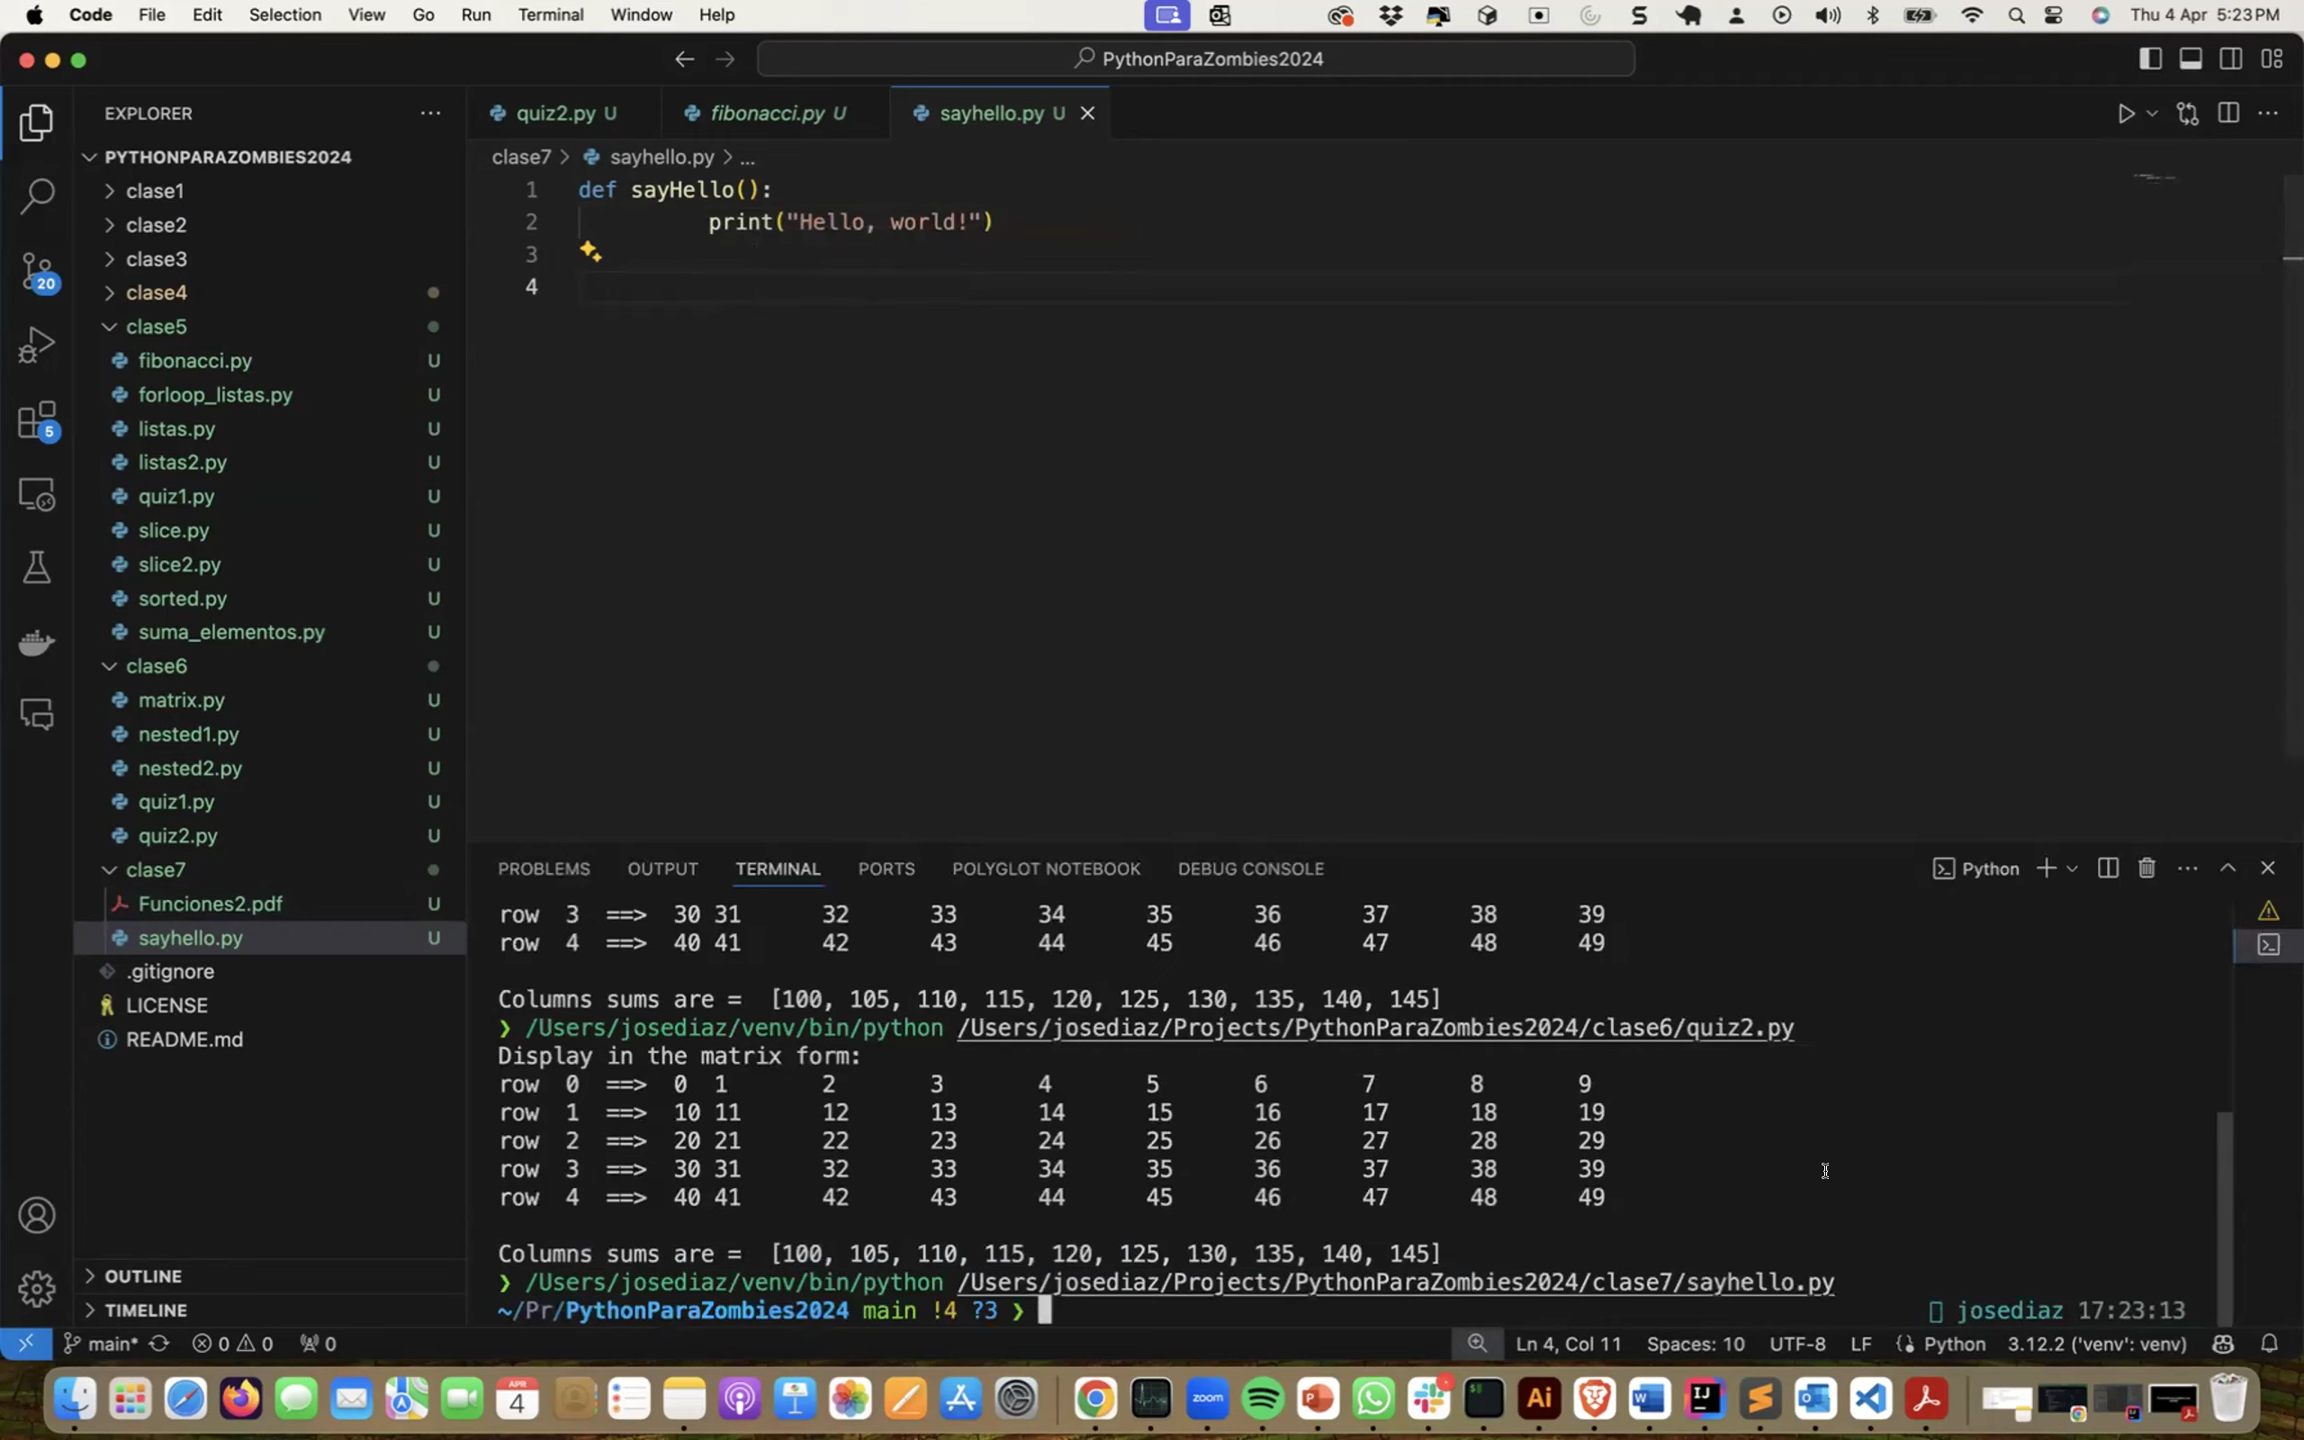 Code File Edit Selection View Go Run Terminal Window Help Thu 4 Apr 5:23 PM
PythonParaZombies2024
EXPLORER
quiz2.py U fibonacci.py U sayhello.py U
PYTHONPARAZOMBIES2024
clase7 > sayhello.py > ...
clase1
clase2
clase3
clase4
clase5
fibonacci.py U
forloop_listas.py U
listas.py U
listas2.py U
quiz1.py U
slice.py U
slice2.py U
sorted.py U
suma_elementos.py U
clase6
matrix.py U
nested1.py U
nested2.py U
quiz1.py U
quiz2.py U
clase7
Funciones2.pdf U
sayhello.py U
.gitignore
LICENSE
README.md
OUTLINE
TIMELINE
20
5
1 def sayHello():
2 print("Hello, world!")
3
4
PROBLEMS OUTPUT TERMINAL PORTS POLYGLOT NOTEBOOK DEBUG CONSOLE Python
row 3 ==> 30 31 32 33 34 35 36 37 38 39
row 4 ==> 40 41 42 43 44 45 46 47 48 49
Columns sums are = [100, 105, 110, 115, 120, 125, 130, 135, 140, 145]
❯ /Users/josediaz/venv/bin/python /Users/josediaz/Projects/PythonParaZombies2024/clase6/quiz2.py
Display in the matrix form:
row 0 ==> 0 1 2 3 4 5 6 7 8 9
row 1 ==> 10 11 12 13 14 15 16 17 18 19
row 2 ==> 20 21 22 23 24 25 26 27 28 29
row 3 ==> 30 31 32 33 34 35 36 37 38 39
row 4 ==> 40 41 42 43 44 45 46 47 48 49
Columns sums are = [100, 105, 110, 115, 120, 125, 130, 135, 140, 145]
❯ /Users/josediaz/venv/bin/python /Users/josediaz/Projects/PythonParaZombies2024/clase7/sayhello.py
~/Pr/PythonParaZombies2024 main !4 ?3 ❯ josediaz 17:23:13
main* 0 0 0 Ln 4, Col 11 Spaces: 10 UTF-8 LF Python 3.12.2 ('venv': venv)
APR
4
zoom
Ai
W
IJ